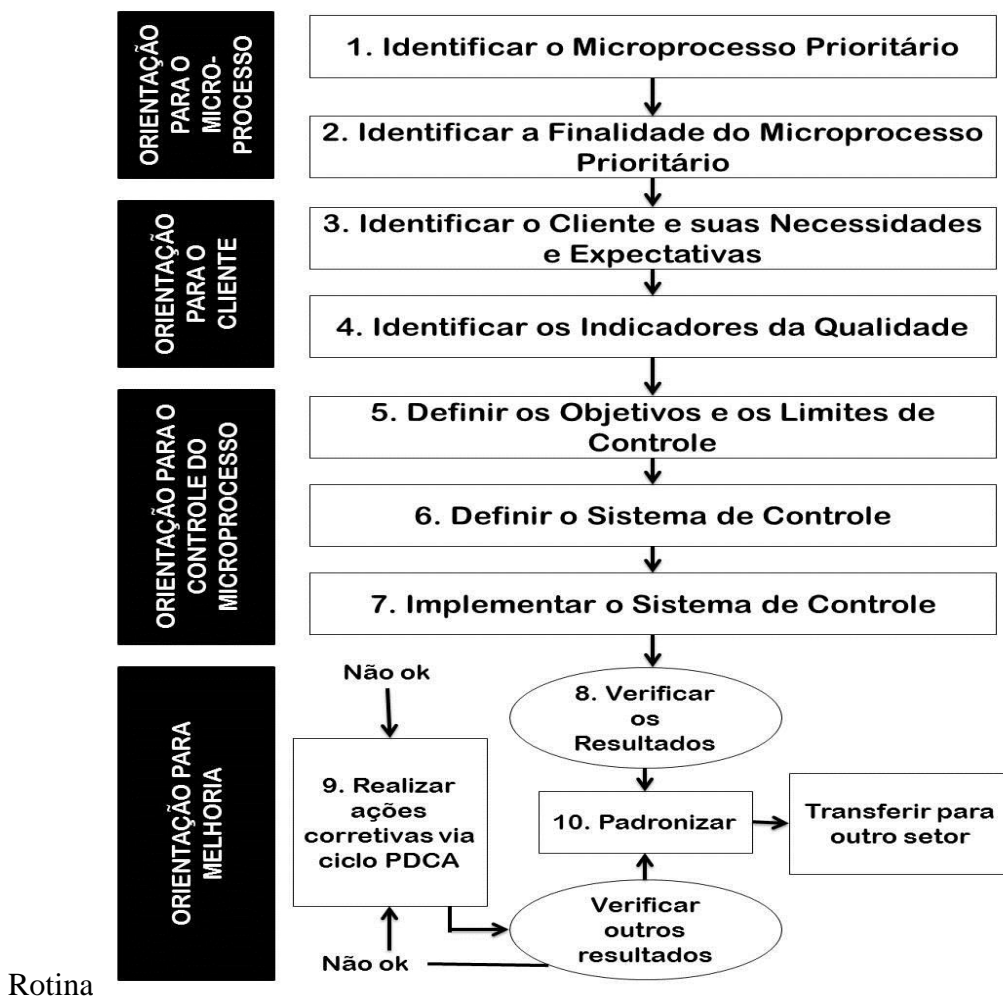 ORIENTAÇÃO
PARA O
MICRO-
PROCESSO
1. Identificar o Microprocesso Prioritário
2. Identificar a Finalidade do Microprocesso
Prioritário
ORIENTAÇÃO
PARA O
CLIENTE
3. Identificar o Cliente e suas Necessidades
e Expectativas
4. Identificar os Indicadores da Qualidade
ORIENTAÇÃO PARA O
CONTROLE DO
MICROPROCESSO
5. Definir os Objetivos e os Limites de
Controle
6. Definir o Sistema de Controle
7. Implementar o Sistema de Controle
ORIENTAÇÃO PARA
MELHORIA
Não ok
8. Verificar
os
Resultados
9. Realizar
ações
corretivas via
ciclo PDCA
10. Padronizar
Transferir para
outro setor
Verificar
outros
resultados
Não ok
Rotina